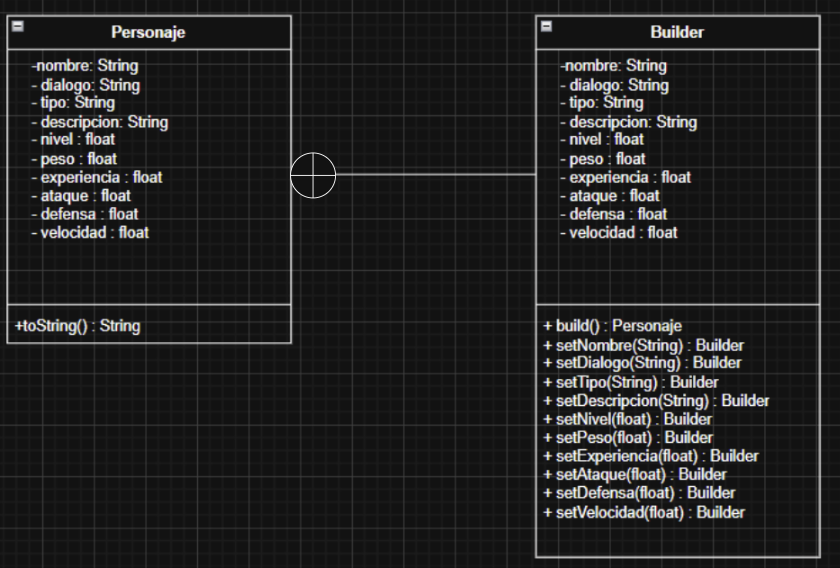 Personaje
-nombre: String
- dialogo: String
- tipo: String
- descripcion: String
- nivel : float
- peso : float
- experiencia : float
- ataque : float
- defensa : float
- velocidad : float
+toString() : String
Builder
-nombre: String
- dialogo: String
- tipo: String
- descripcion: String
- nivel : float
- peso : float
- experiencia : float
- ataque : float
- defensa : float
- velocidad : float
+ build() : Personaje
+ setNombre(String) : Builder
+ setDialogo(String) : Builder
+ setTipo(String) : Builder
+ setDescripcion(String) : Builder
+ setNivel(float) : Builder
+ setPeso(float) : Builder
+ setExperiencia(float) : Builder
+ setAtaque(float) : Builder
+ setDefensa(float) : Builder
+ setVelocidad(float) : Builder